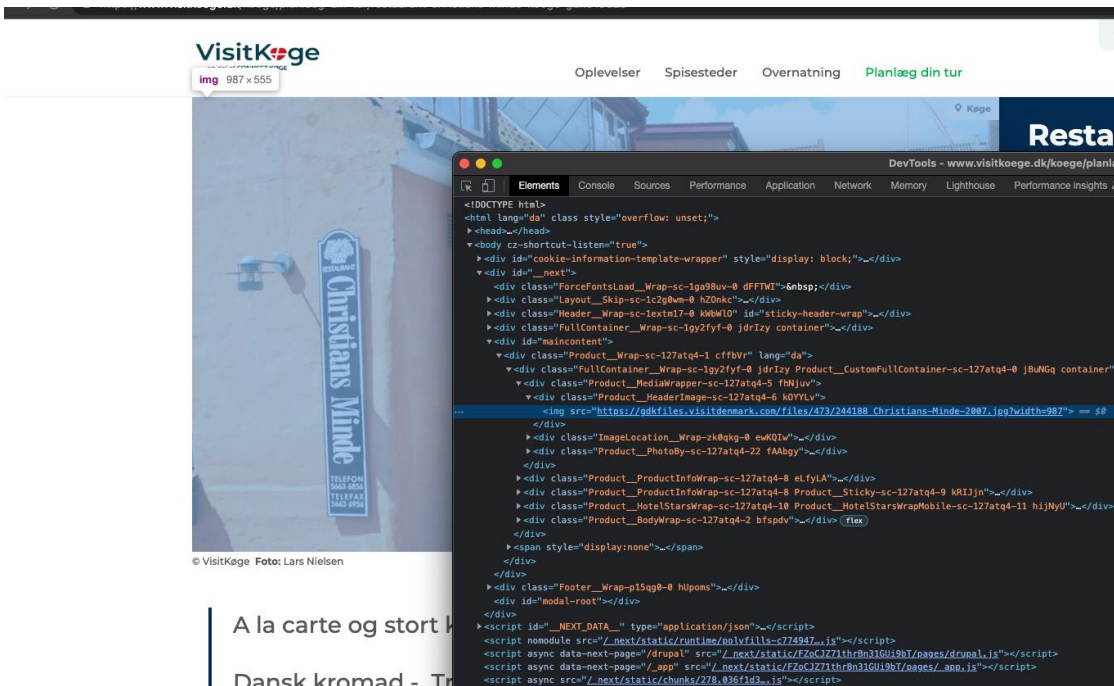 VisitKøge
img 987 × 555
Oplevelser Spisesteder Overnatning Planlæg din tur
Køge
Resta
RESTAURANT
Christians Minde
TELEFON
5663 6856
TELEFAX
5663 6956
DevTools - www.visitkoege.dk/koege/planla
Elements Console Sources Performance Application Network Memory Lighthouse Performance insights
<!DOCTYPE html>
<html lang="da" class style="overflow: unset;">
▶<head>…</head>
▼<body cz-shortcut-listen="true">
▶<div id="cookie-information-template-wrapper" style="display: block;">…</div>
▼<div id="__next">
<div class="ForceFontsLoad__Wrap-sc-1ga98uv-0 dFFTWI">&nbsp;</div>
▶<div class="Layout__Skip-sc-1c2g0wm-0 hZOnkc">…</div>
▶<div class="Header__Wrap-sc-1extm17-0 kWbWlO" id="sticky-header-wrap">…</div>
▶<div class="FullContainer__Wrap-sc-1gy2fyf-0 jdrIzy container">…</div>
▼<div id="maincontent">
▼<div class="Product__Wrap-sc-127atq4-1 cffbVr" lang="da">
▼<div class="FullContainer__Wrap-sc-1gy2fyf-0 jdrIzy Product__CustomFullContainer-sc-127atq4-0 jBuNGq container"
▼<div class="Product__MediaWrapper-sc-127atq4-5 fhNjuv">
▼<div class="Product__HeaderImage-sc-127atq4-6 kOYYLv">
… <img src="https://gdkfiles.visitdenmark.com/files/473/244188_Christians-Minde-2007.jpg?width=987"> == $0
</div>
▶<div class="ImageLocation__Wrap-zk0qkg-0 ewKQIw">…</div>
▶<div class="Product__PhotoBy-sc-127atq4-22 fAAbgy">…</div>
</div>
▶<div class="Product__ProductInfoWrap-sc-127atq4-8 eLfyLA">…</div>
▶<div class="Product__ProductInfoWrap-sc-127atq4-8 Product__Sticky-sc-127atq4-9 kRIJjn">…</div>
▶<div class="Product__HotelStarsWrap-sc-127atq4-10 Product__HotelStarsWrapMobile-sc-127atq4-11 hijNyU">…</div>
▶<div class="Product__BodyWrap-sc-127atq4-2 bfspdv">…</div> flex
</div>
▶<span style="display:none">…</span>
</div>
</div>
▶<div class="Footer__Wrap-p15qg0-0 hUpoms">…</div>
<div id="modal-root"></div>
</div>
▶<script id="__NEXT_DATA__" type="application/json">…</script>
<script nomodule src="/_next/static/runtime/polyfills-c774947….js"></script>
<script async data-next-page="/drupal" src="/_next/static/FZoCJZ71thrBn31GUi9bT/pages/drupal.js"></script>
<script async data-next-page="/_app" src="/_next/static/FZoCJZ71thrBn31GUi9bT/pages/_app.js"></script>
<script async src="/_next/static/chunks/278.036f1d3….js"></script>
© VisitKøge Foto: Lars Nielsen
A la carte og stort k
Dansk kromad - Tr